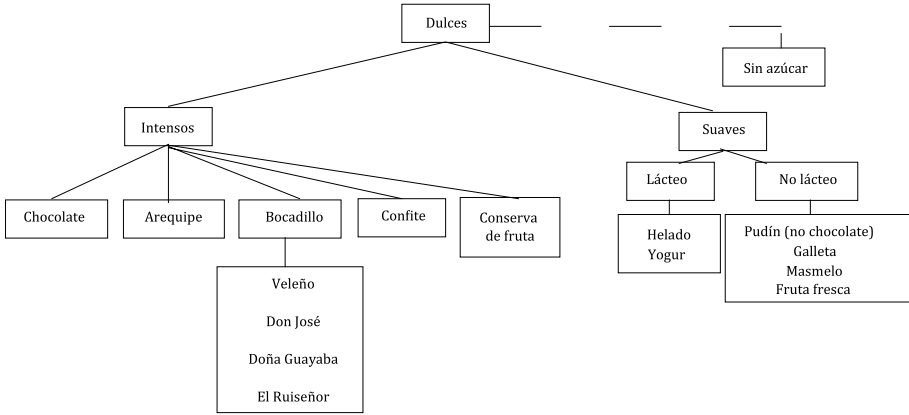 Dulces
Sin azúcar
Intensos
Suaves
Lácteo
No lácteo
Chocolate
Arequipe
Bocadillo
Confite
Conserva
de fruta
Helado
Yogur
Pudín (no chocolate)
Galleta
Masmelo
Fruta fresca
Veleño
Don José
Doña Guayaba
El Ruiseñor